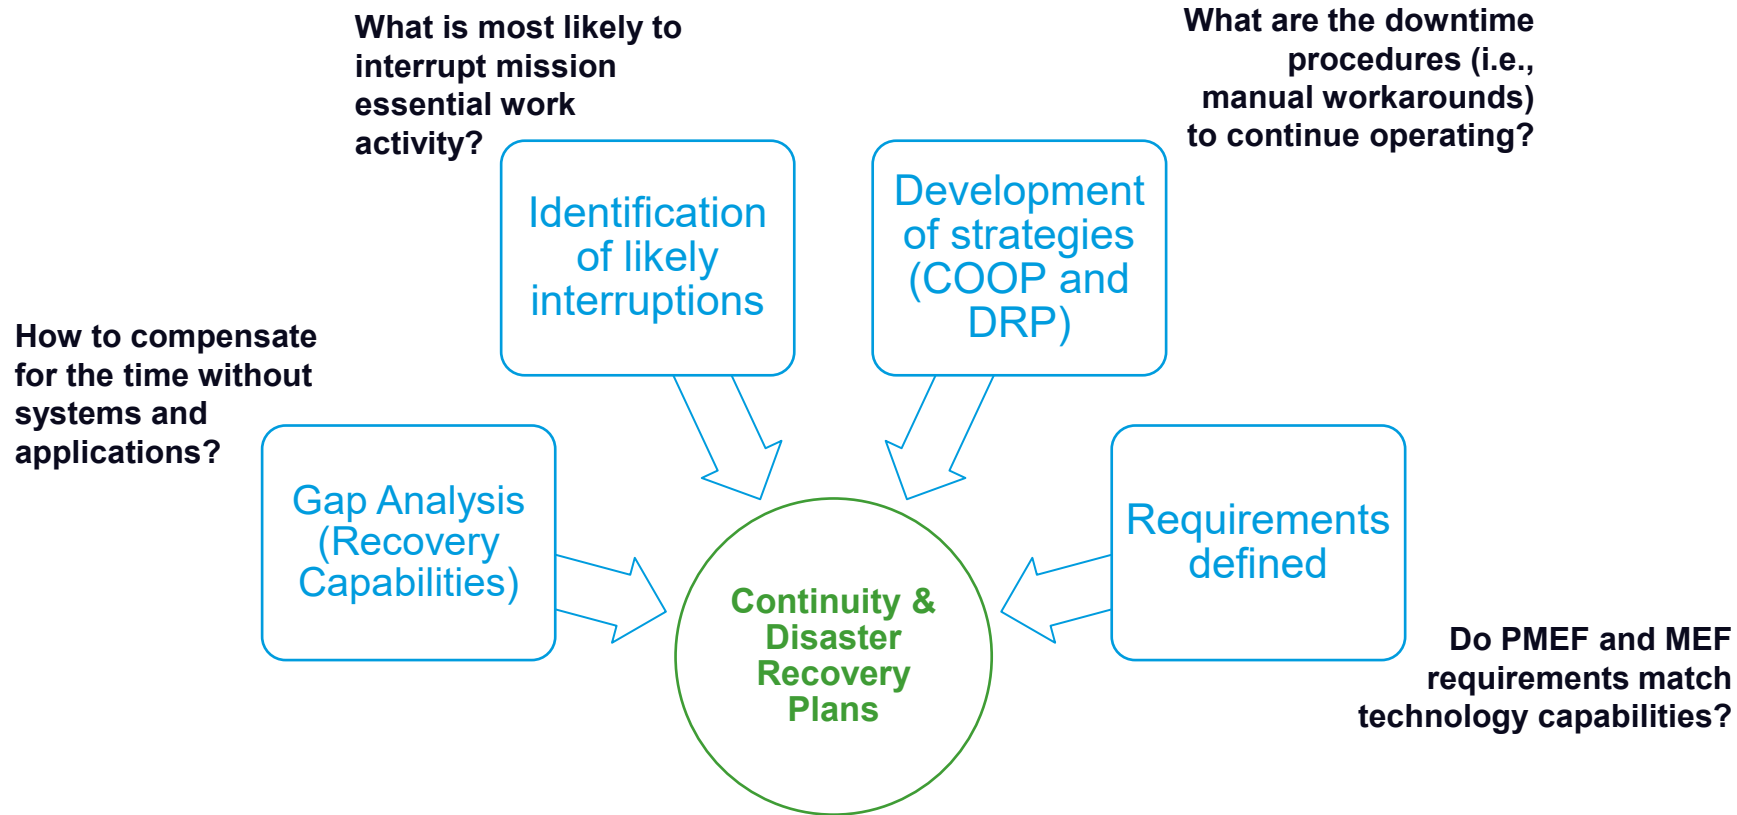 What is most likely to
interrupt mission
essential work
activity?
What are the downtime
procedures (i.e.,
manual workarounds)
to continue operating?
Identification
of likely
interruptions
Development
of strategies
(COOP and
DRP)
How to compensate
for the time without
systems and
applications?
Gap Analysis
(Recovery
Capabilities)
Requirements
defined
Continuity &
Disaster
Recovery
Plans
Do PMEF and MEF
requirements match
technology capabilities?